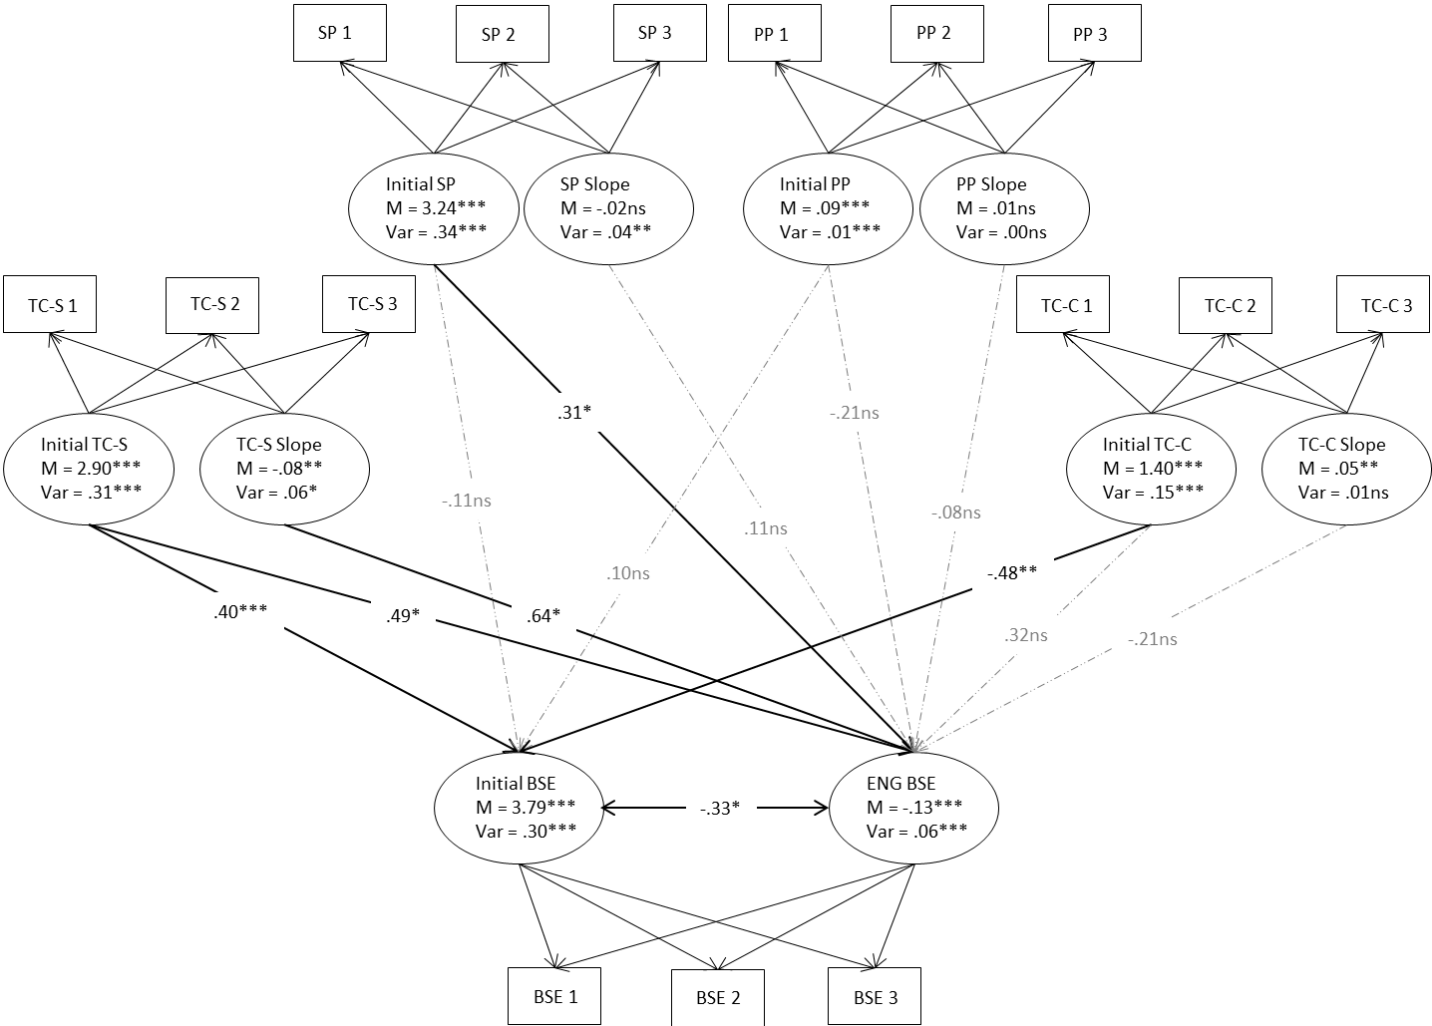 SP 1
SP 2
SP 3
PP 1
PP 2
PP 3
Initial SP
M = 3.24***
Var = .34***
SP Slope
M = -.02ns
Var = .04**
Initial PP
M = .09***
Var = .01***
PP Slope
M = .01ns
Var = .00ns
TC-S 1
TC-S 2
TC-S 3
TC-C 1
TC-C 2
TC-C 3
Initial TC-S
M = 2.90***
Var = .31***
TC-S Slope
M = -.08**
Var = .06*
Initial TC-C
M = 1.40***
Var = .15***
TC-C Slope
M = .05**
Var = .01ns
.31*
-.21ns
-.11ns
.11ns
-.08ns
.10ns
-.48**
.40***
.49*
.64*
.32ns
-.21ns
Initial BSE
M = 3.79***
Var = .30***
-.33*
ENG BSE
M = -.13***
Var = .06***
BSE 1
BSE 2
BSE 3